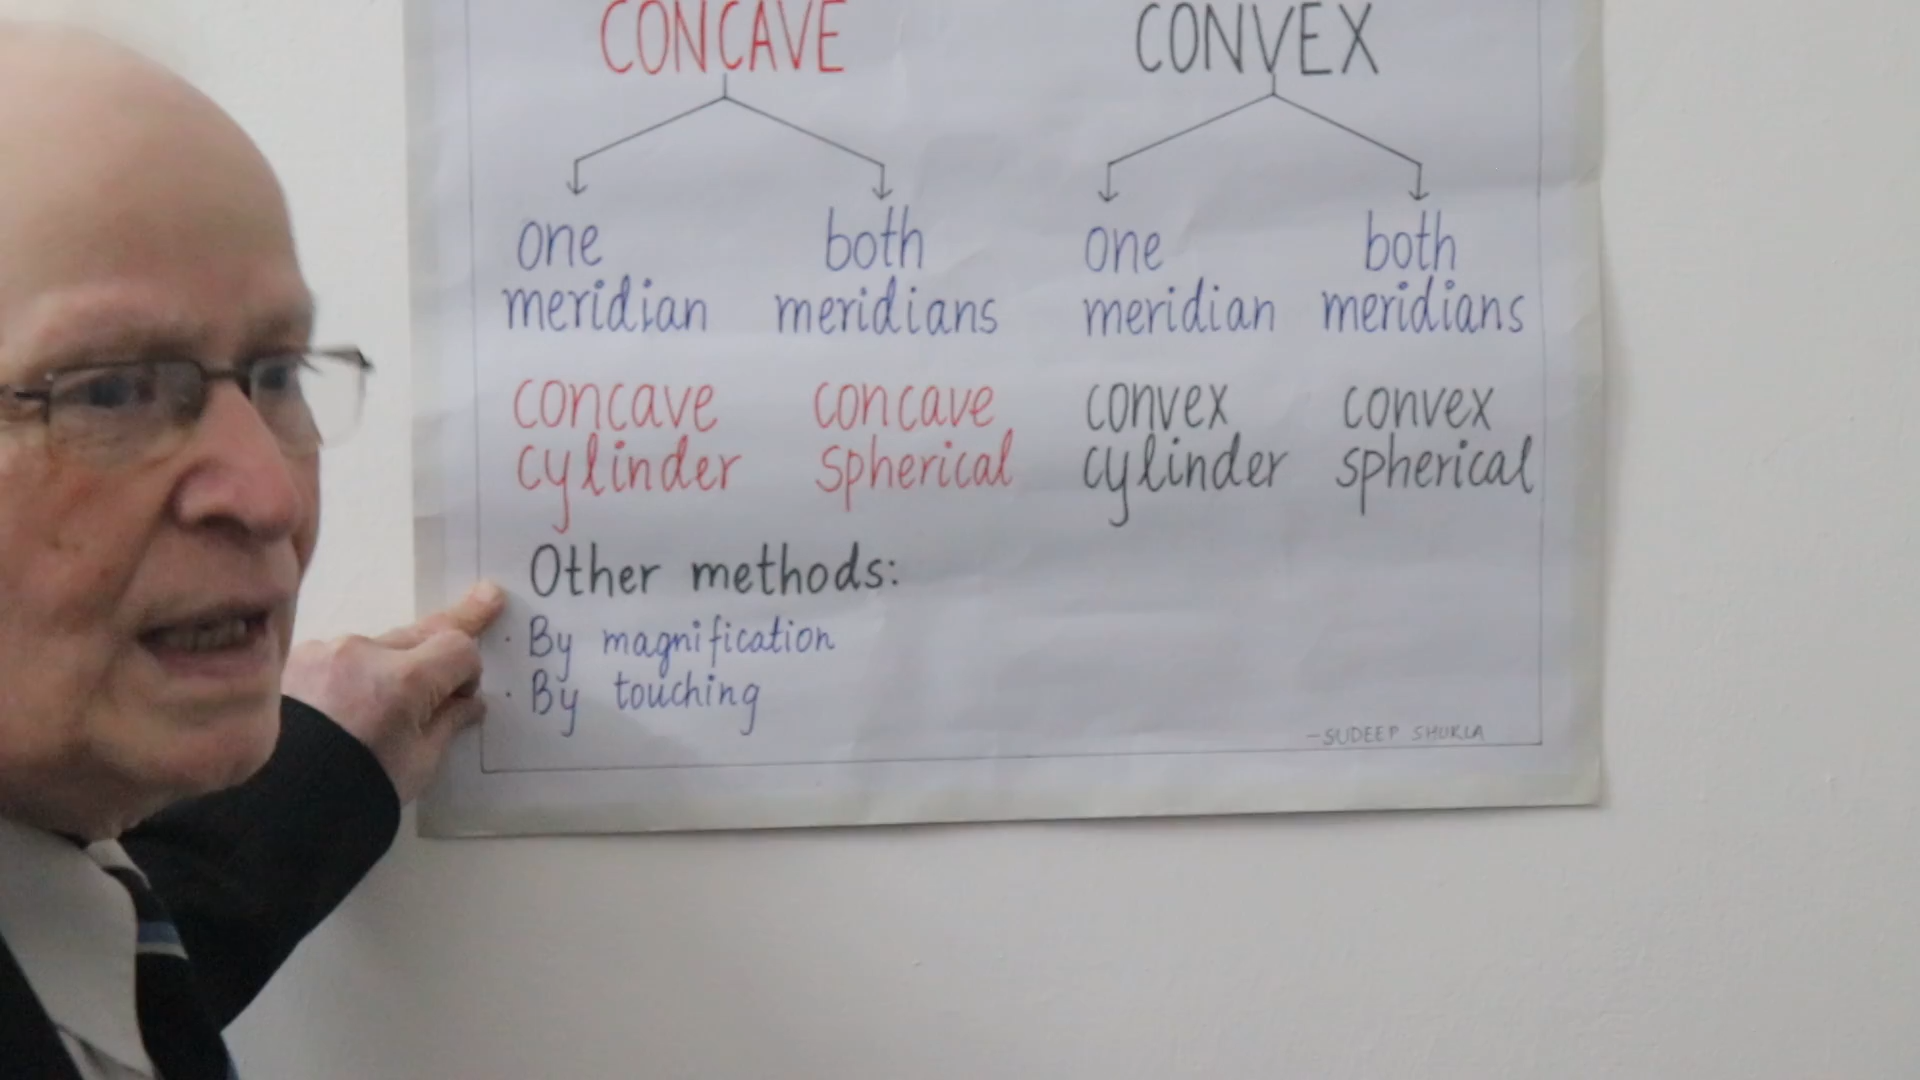 CONCAVE CONVEX
one both one both
meridian meridians meridian meridians
concave concave convex convex
cylinder spherical cylinder spherical
Other methods:
· By magnification
· By touching
-SUDEEP SHUKLA